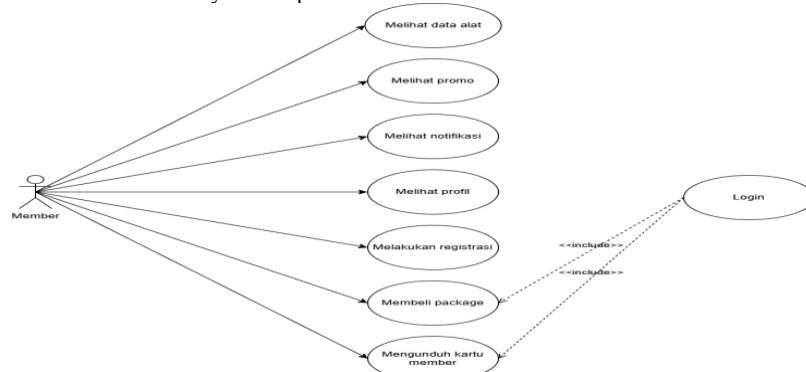 Melihat data alat
Melihat promo
Melihat notifikasi
Melihat profil
Member
Login
Melakukan registrasi
<<include>>
<<include>>
Membeli package
Mengunduh kartu
member